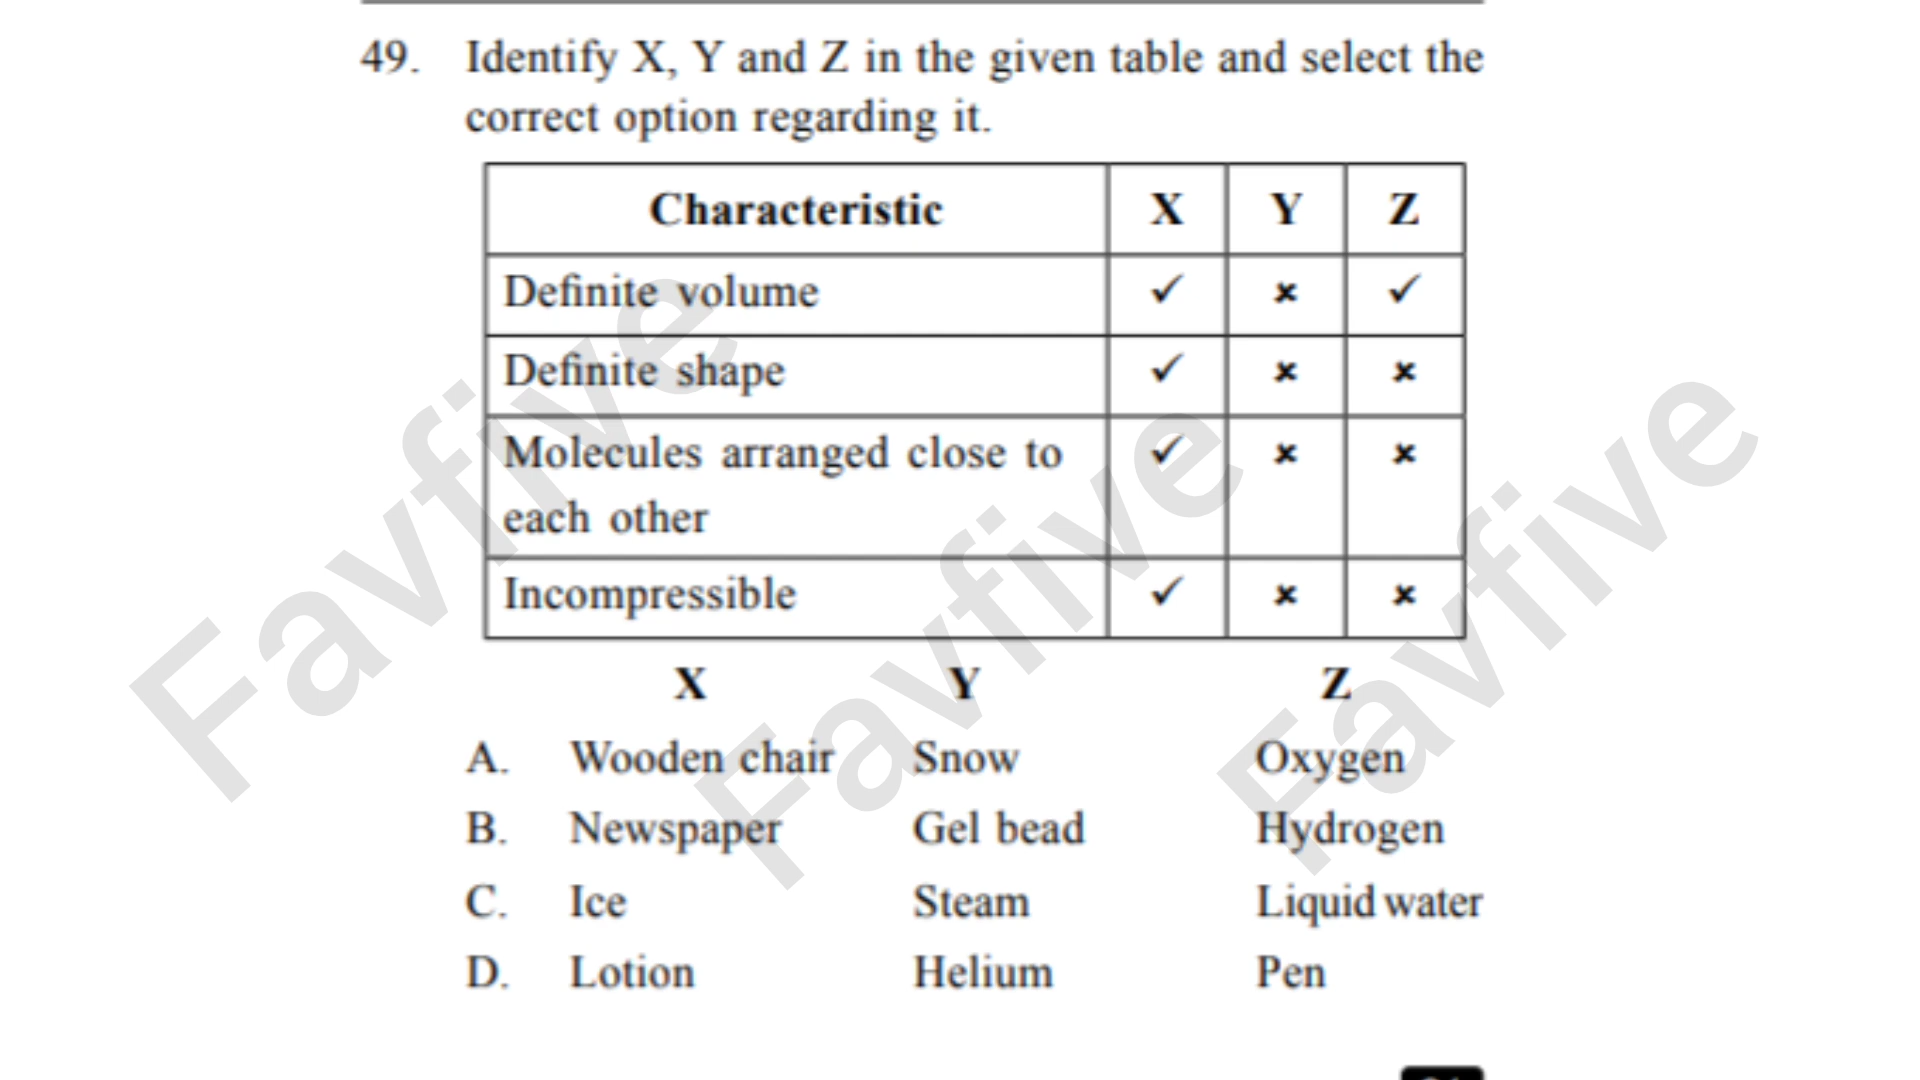 49. Identify X, Y and Z in the given table and select the
correct option regarding it.
Characteristic X Y Z
Definite volume ✓ × ✓
Definite shape ✓ × ×
Molecules arranged close to ✓ × ×
each other
Incompressible ✓ × ×
X Y Z
A. Wooden chair Snow Oxygen
B. Newspaper Gel bead Hydrogen
C. Ice Steam Liquid water
D. Lotion Helium Pen
Favfive
Favfive
Favfive